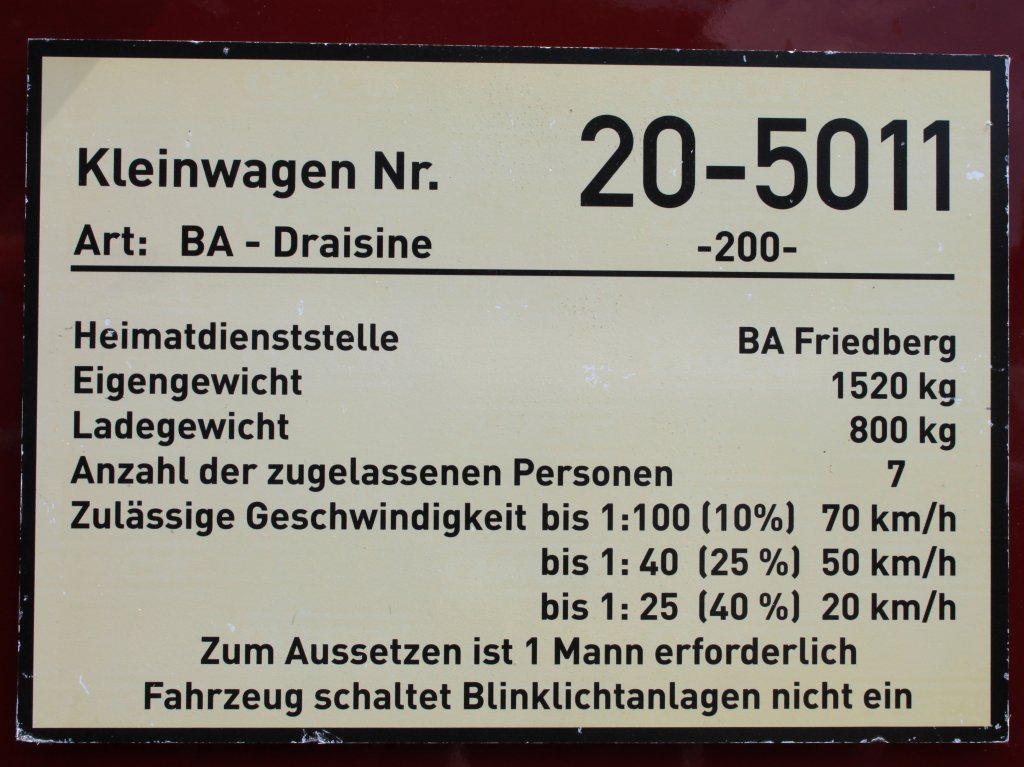 Kleinwagen Nr. 20-5011
Art: BA - Draisine -200-
Heimatdienststelle BA Friedberg
Eigengewicht 1520 kg
Ladegewicht 800 kg
Anzahl der zugelassenen Personen 7
Zulässige Geschwindigkeit bis 1:100 (10%) 70 km/h
bis 1: 40 (25 %) 50 km/h
bis 1: 25 (40 %) 20 km/h
Zum Aussetzen ist 1 Mann erforderlich
Fahrzeug schaltet Blinklichtanlagen nicht ein